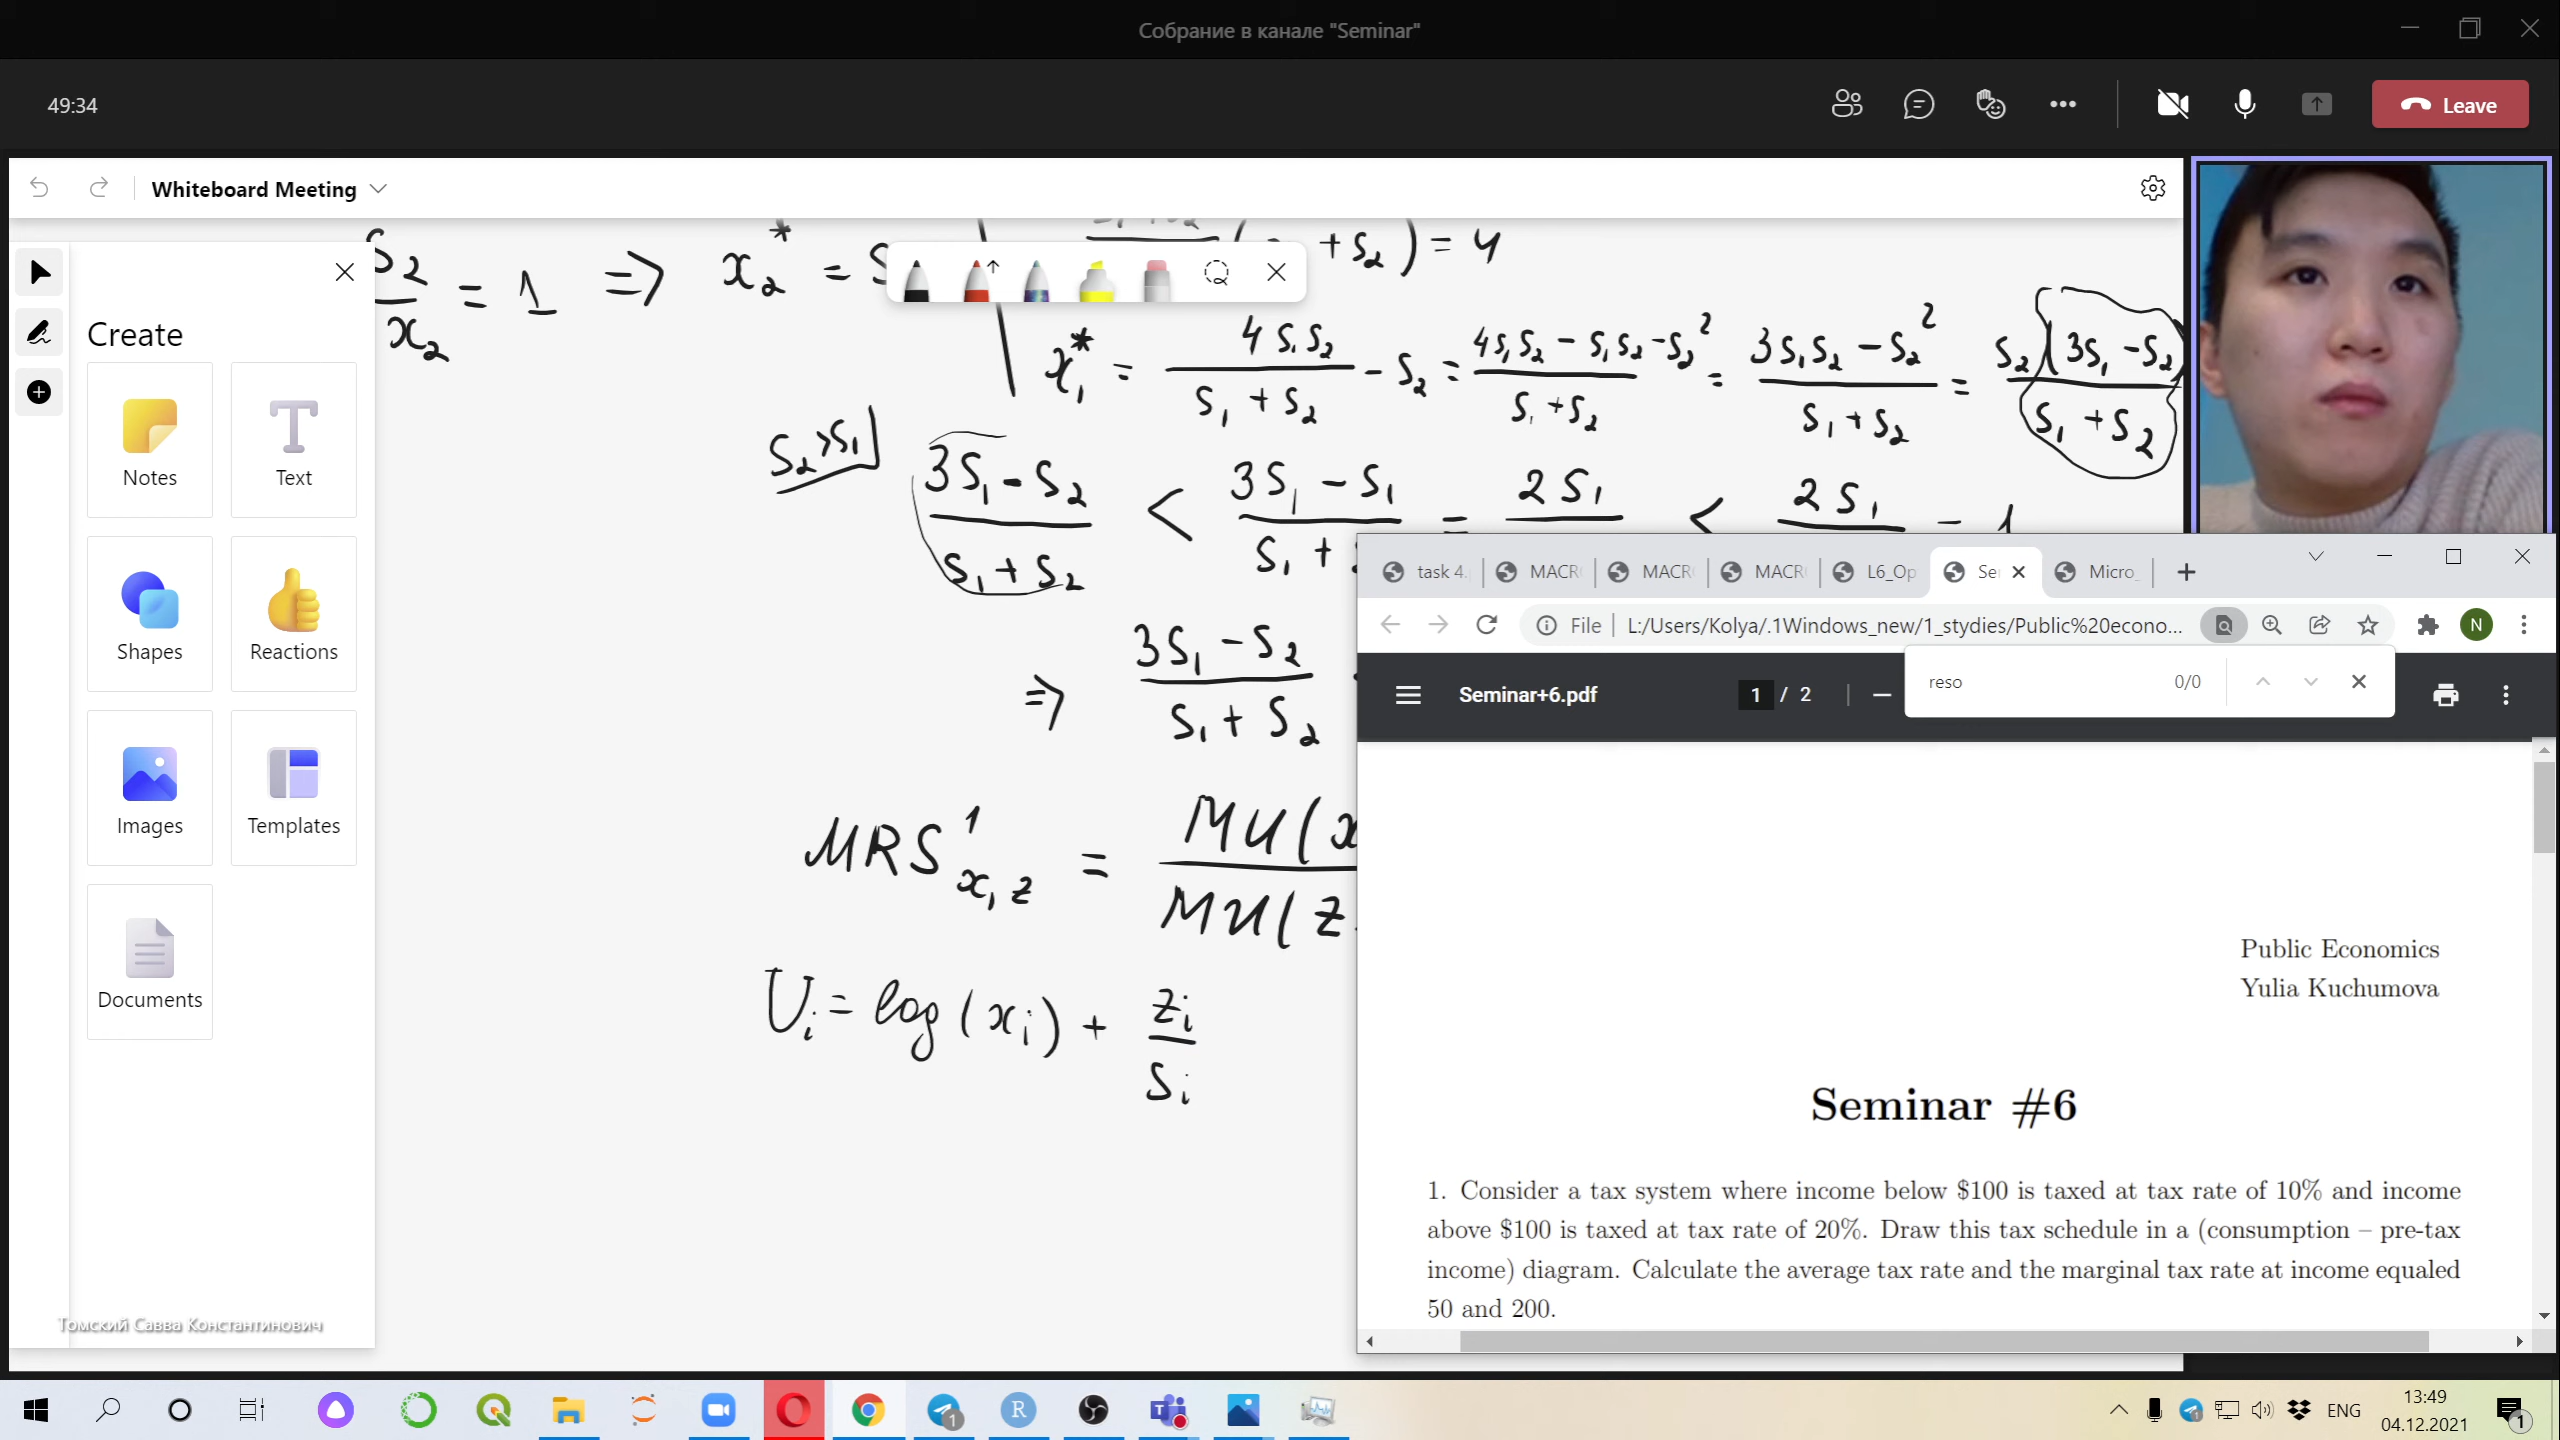 Собрание в канале "Seminar"
49:34
Leave
Whiteboard Meeting
Create
Notes
Text
Shapes
Reactions
Images
Templates
Documents
Томский Савва Константинович
S₂/x₂ = 1 => x₂* = S
+ S₂) = 4
x₁* = 4S₁S₂/(S₁ + S₂) - S₂ = (4S₁S₂ - S₁S₂ - S₂²)/(S₁ + S₂) = (3S₁S₂ - S₂²)/(S₁ + S₂) = S₂(3S₁ - S₂)/(S₁ + S₂)
S₂ > S₁
(3S₁ - S₂)/(S₁ + S₂) < (3S₁ - S₁)/(S₁ + = 2S₁ < 2S₁ = 1
=> (3S₁ - S₂)/(S₁ + S₂)
MRS¹ x,z = MU(x / MU(z
Uᵢ = log(xᵢ) + zᵢ/Sᵢ
task 4.
MACR
MACR
MACR
L6_Op
Se
Micro_
File
L:/Users/Kolya/.1Windows_new/1_stydies/Public%20econo...
N
Seminar+6.pdf
1 / 2
reso
0/0
Public Economics
Yulia Kuchumova
Seminar #6
1. Consider a tax system where income below $100 is taxed at tax rate of 10% and income
above $100 is taxed at tax rate of 20%. Draw this tax schedule in a (consumption – pre-tax
income) diagram. Calculate the average tax rate and the marginal tax rate at income equaled
50 and 200.
1
R
ENG
13:49
04.12.2021
1